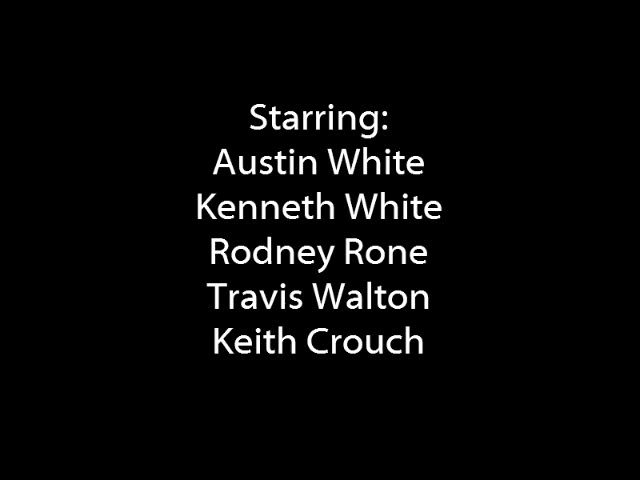 Starring:
Austin White
Kenneth White
Rodney Rone
Travis Walton
Keith Crouch